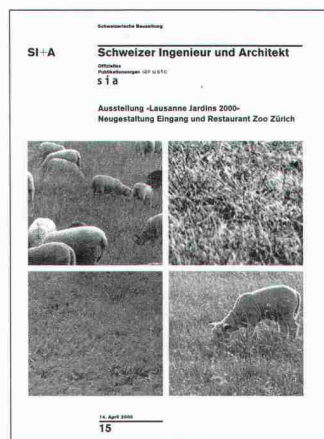 Schweizerische Bauzeitung
SI+A Schweizer Ingenieur und Architekt
Offizielles
Publikationsorgan
sia
Ausstellung «Lausanne Jardins 2000»
Neugestaltung Eingang und Restaurant Zoo Zürich
14. April 2000
15